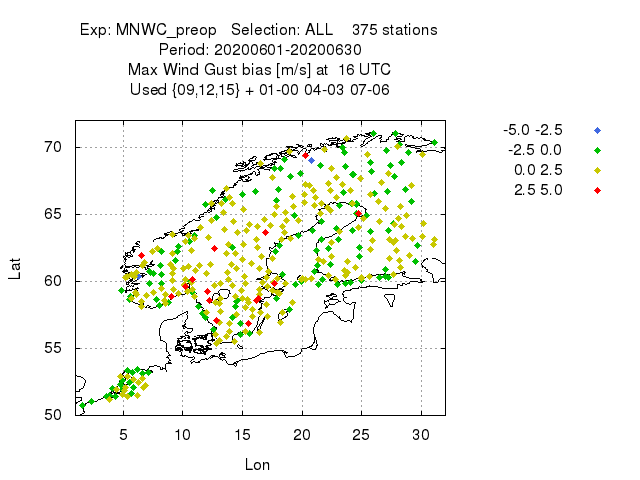 Exp: MNWC_preop   Selection: ALL    375 stations
Period: 20200601-20200630
Max Wind Gust bias [m/s] at  16 UTC
Used {09,12,15} + 01-00 04-03 07-06
-5.0 -2.5
-2.5 0.0
0.0 2.5
2.5 5.0
70
65
60
55
50
Lat
5 10 15 20 25 30
Lon